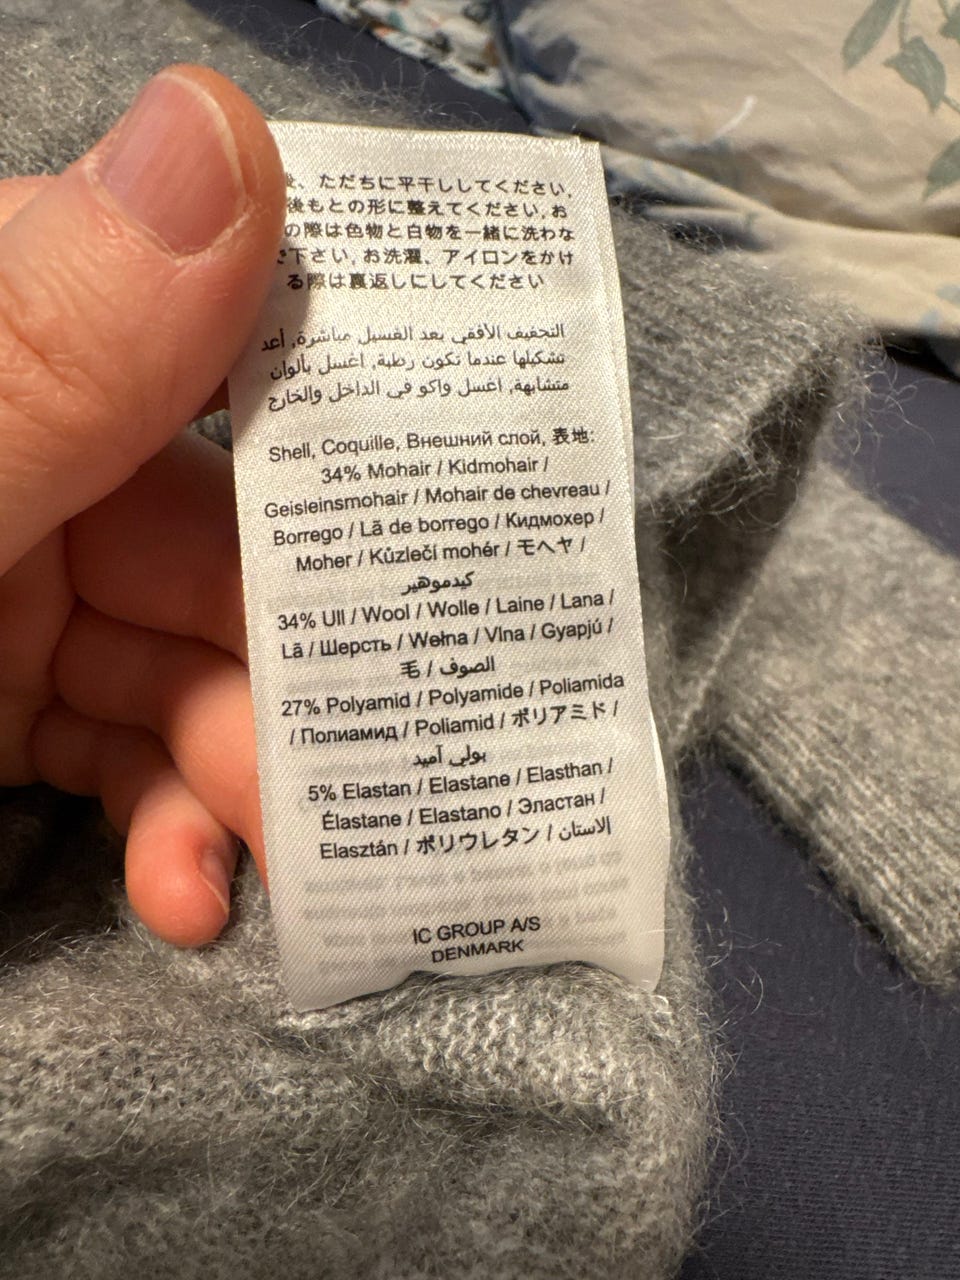 、ただちに平干ししてください,
後もとの形に整えてください,お
の際は色物と白物を一緒に洗わな
で下さい,お洗濯、アイロンをかけ
る際は裏返しにしてください
التجفيف الأفقي بعد الغسيل مباشرة, أعد
تشكيلها عندما تكون رطبة, اغسل بألوان
متشابهة, اغسل واكو في الداخل والخارج
Shell, Coquille, Внешний слой, 表地:
34% Mohair / Kidmohair /
Geisleinsmohair / Mohair de chevreau /
Borrego / Lã de borrego / Кидмохер /
Moher / Kůzlečí mohér / モヘヤ /
كيدموهير
34% Ull / Wool / Wolle / Laine / Lana /
Lã / Шерсть / Wełna / Vlna / Gyapjú /
毛 / الصوف
27% Polyamid / Polyamide / Poliamida
/ Полиамид / Poliamid / ポリアミド /
بولي آميد
5% Elastan / Elastane / Elasthan /
Élastane / Elastano / Эластан /
Elasztán / ポリウレタン / الاستان
IC GROUP A/S
DENMARK